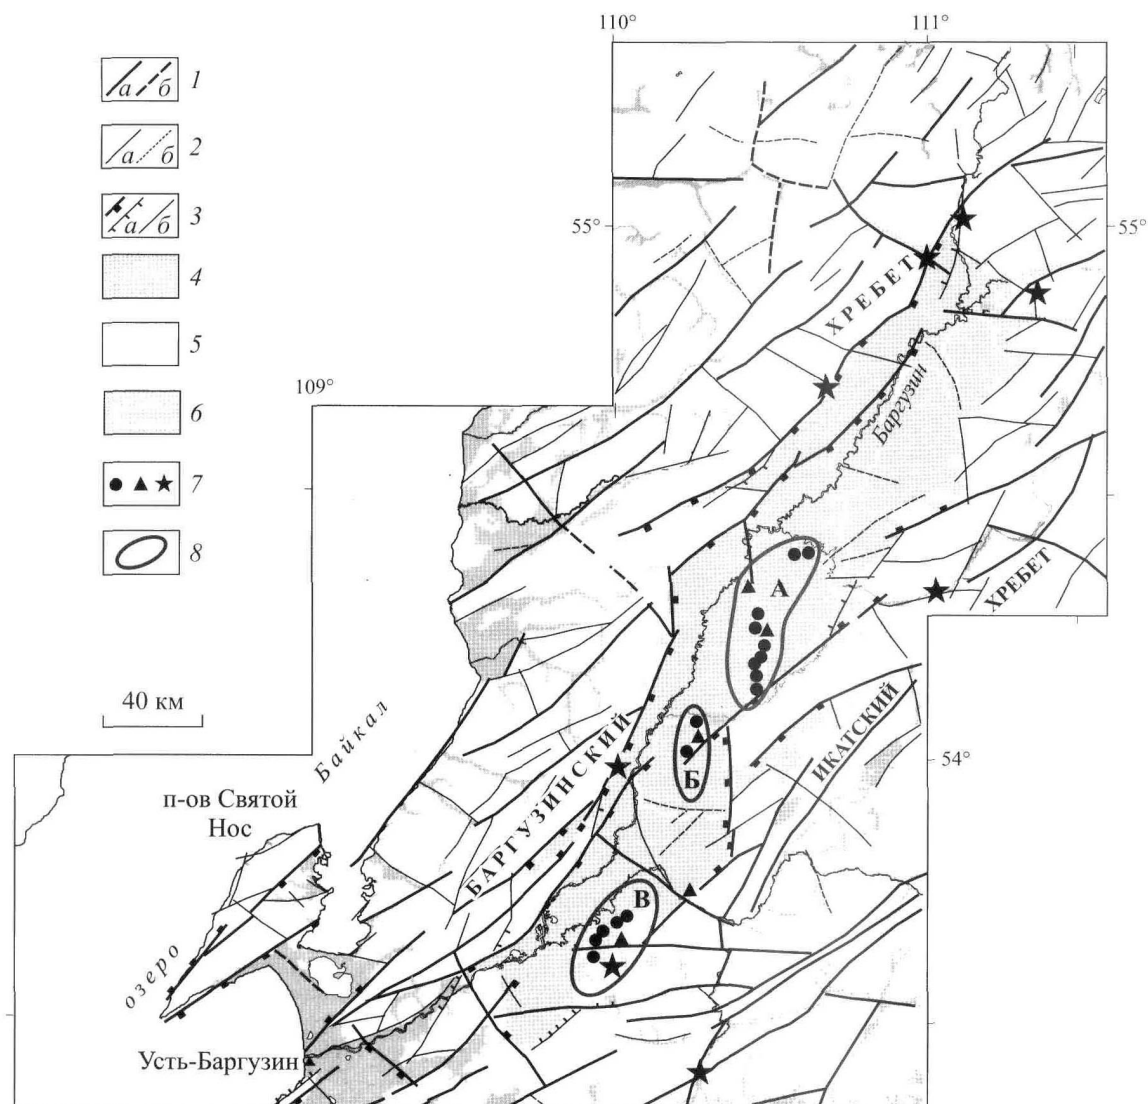 110°
111°
а б 1
а б 2
а б 3
4
5
6
7
8
55°
55°
ХРЕБЕТ
109°
Баргузин
А
ХРЕБЕТ
40 км
Байкал
БАРГУЗИНСКИЙ
Б
ИКАТСКИЙ
54°
п-ов Святой
Нос
В
озеро
Усть-Баргузин